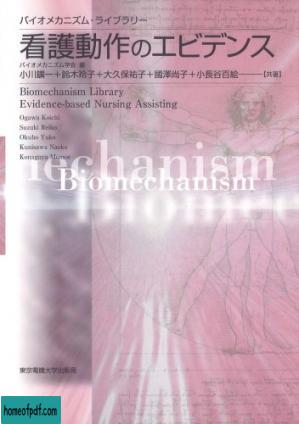 バイオメカニズム・ライブラリー
看護動作のエビデンス
バイオメカニズム学会 編
小川鑛一+鈴木玲子+大久保祐子+國澤尚子+小長谷百絵――[共著]
Biomechanism Library
Evidence-based Nursing Assisting
Ogawa Koichi
Suzuki Reiko
Okubo Yuko
Kunisawa Naoko
Konagaya Momoe
mechanism
Biomechanism
東京電機大学出版局
homeofpdf.com
homeofpdf.com